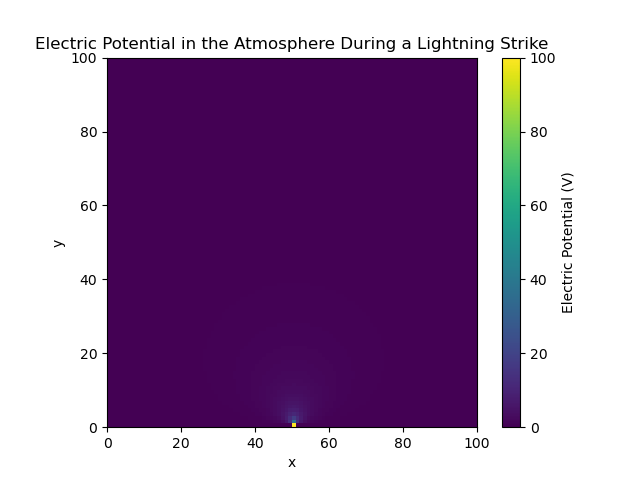 Electric Potential in the Atmosphere During a Lightning Strike
100
80
60
40
20
0
y
0 20 40 60 80 100
x
100
80
60
40
20
0
Electric Potential (V)